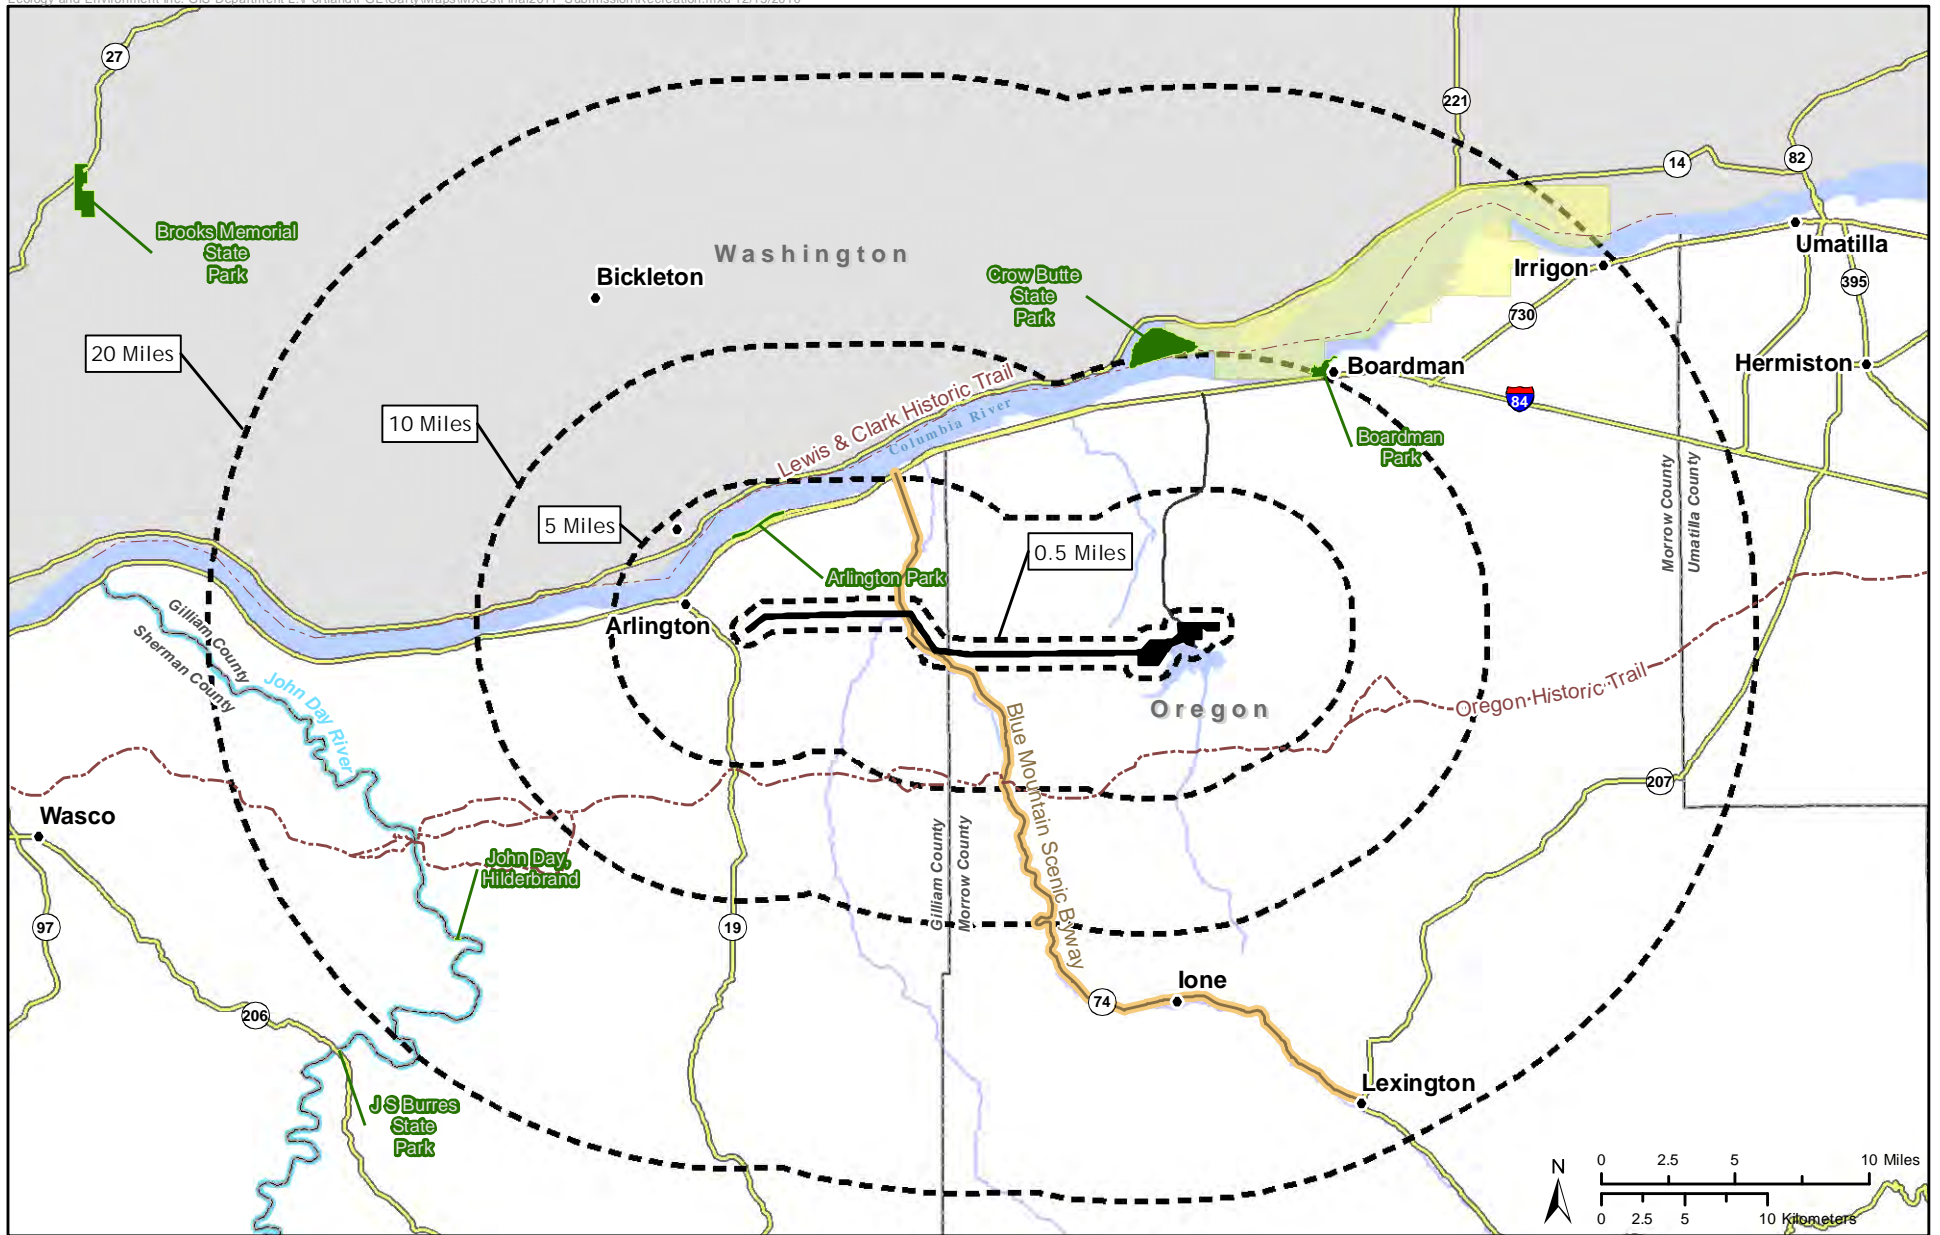 27
221
14
82
Brooks Memorial
State
Park
Washington
Bickleton
Crow Butte
State
Park
Irrigon
Umatilla
395
730
20 Miles
Boardman
Hermiston
84
10 Miles
Lewis & Clark Historic Trail
Columbia River
Boardman
Park
5 Miles
0.5 Miles
Morrow County
Umatilla County
Arlington Park
Arlington
Gilliam County
Sherman County
John Day River
Oregon
Oregon Historic Trail
Blue Mountain Scenic Byway
207
Wasco
John Day,
Hilderbrand
Gilliam County
Morrow County
97
19
206
74
Ione
Lexington
J S Burres
State
Park
N
0 2.5 5 10 Miles
0 2.5 5 10 Kilometers